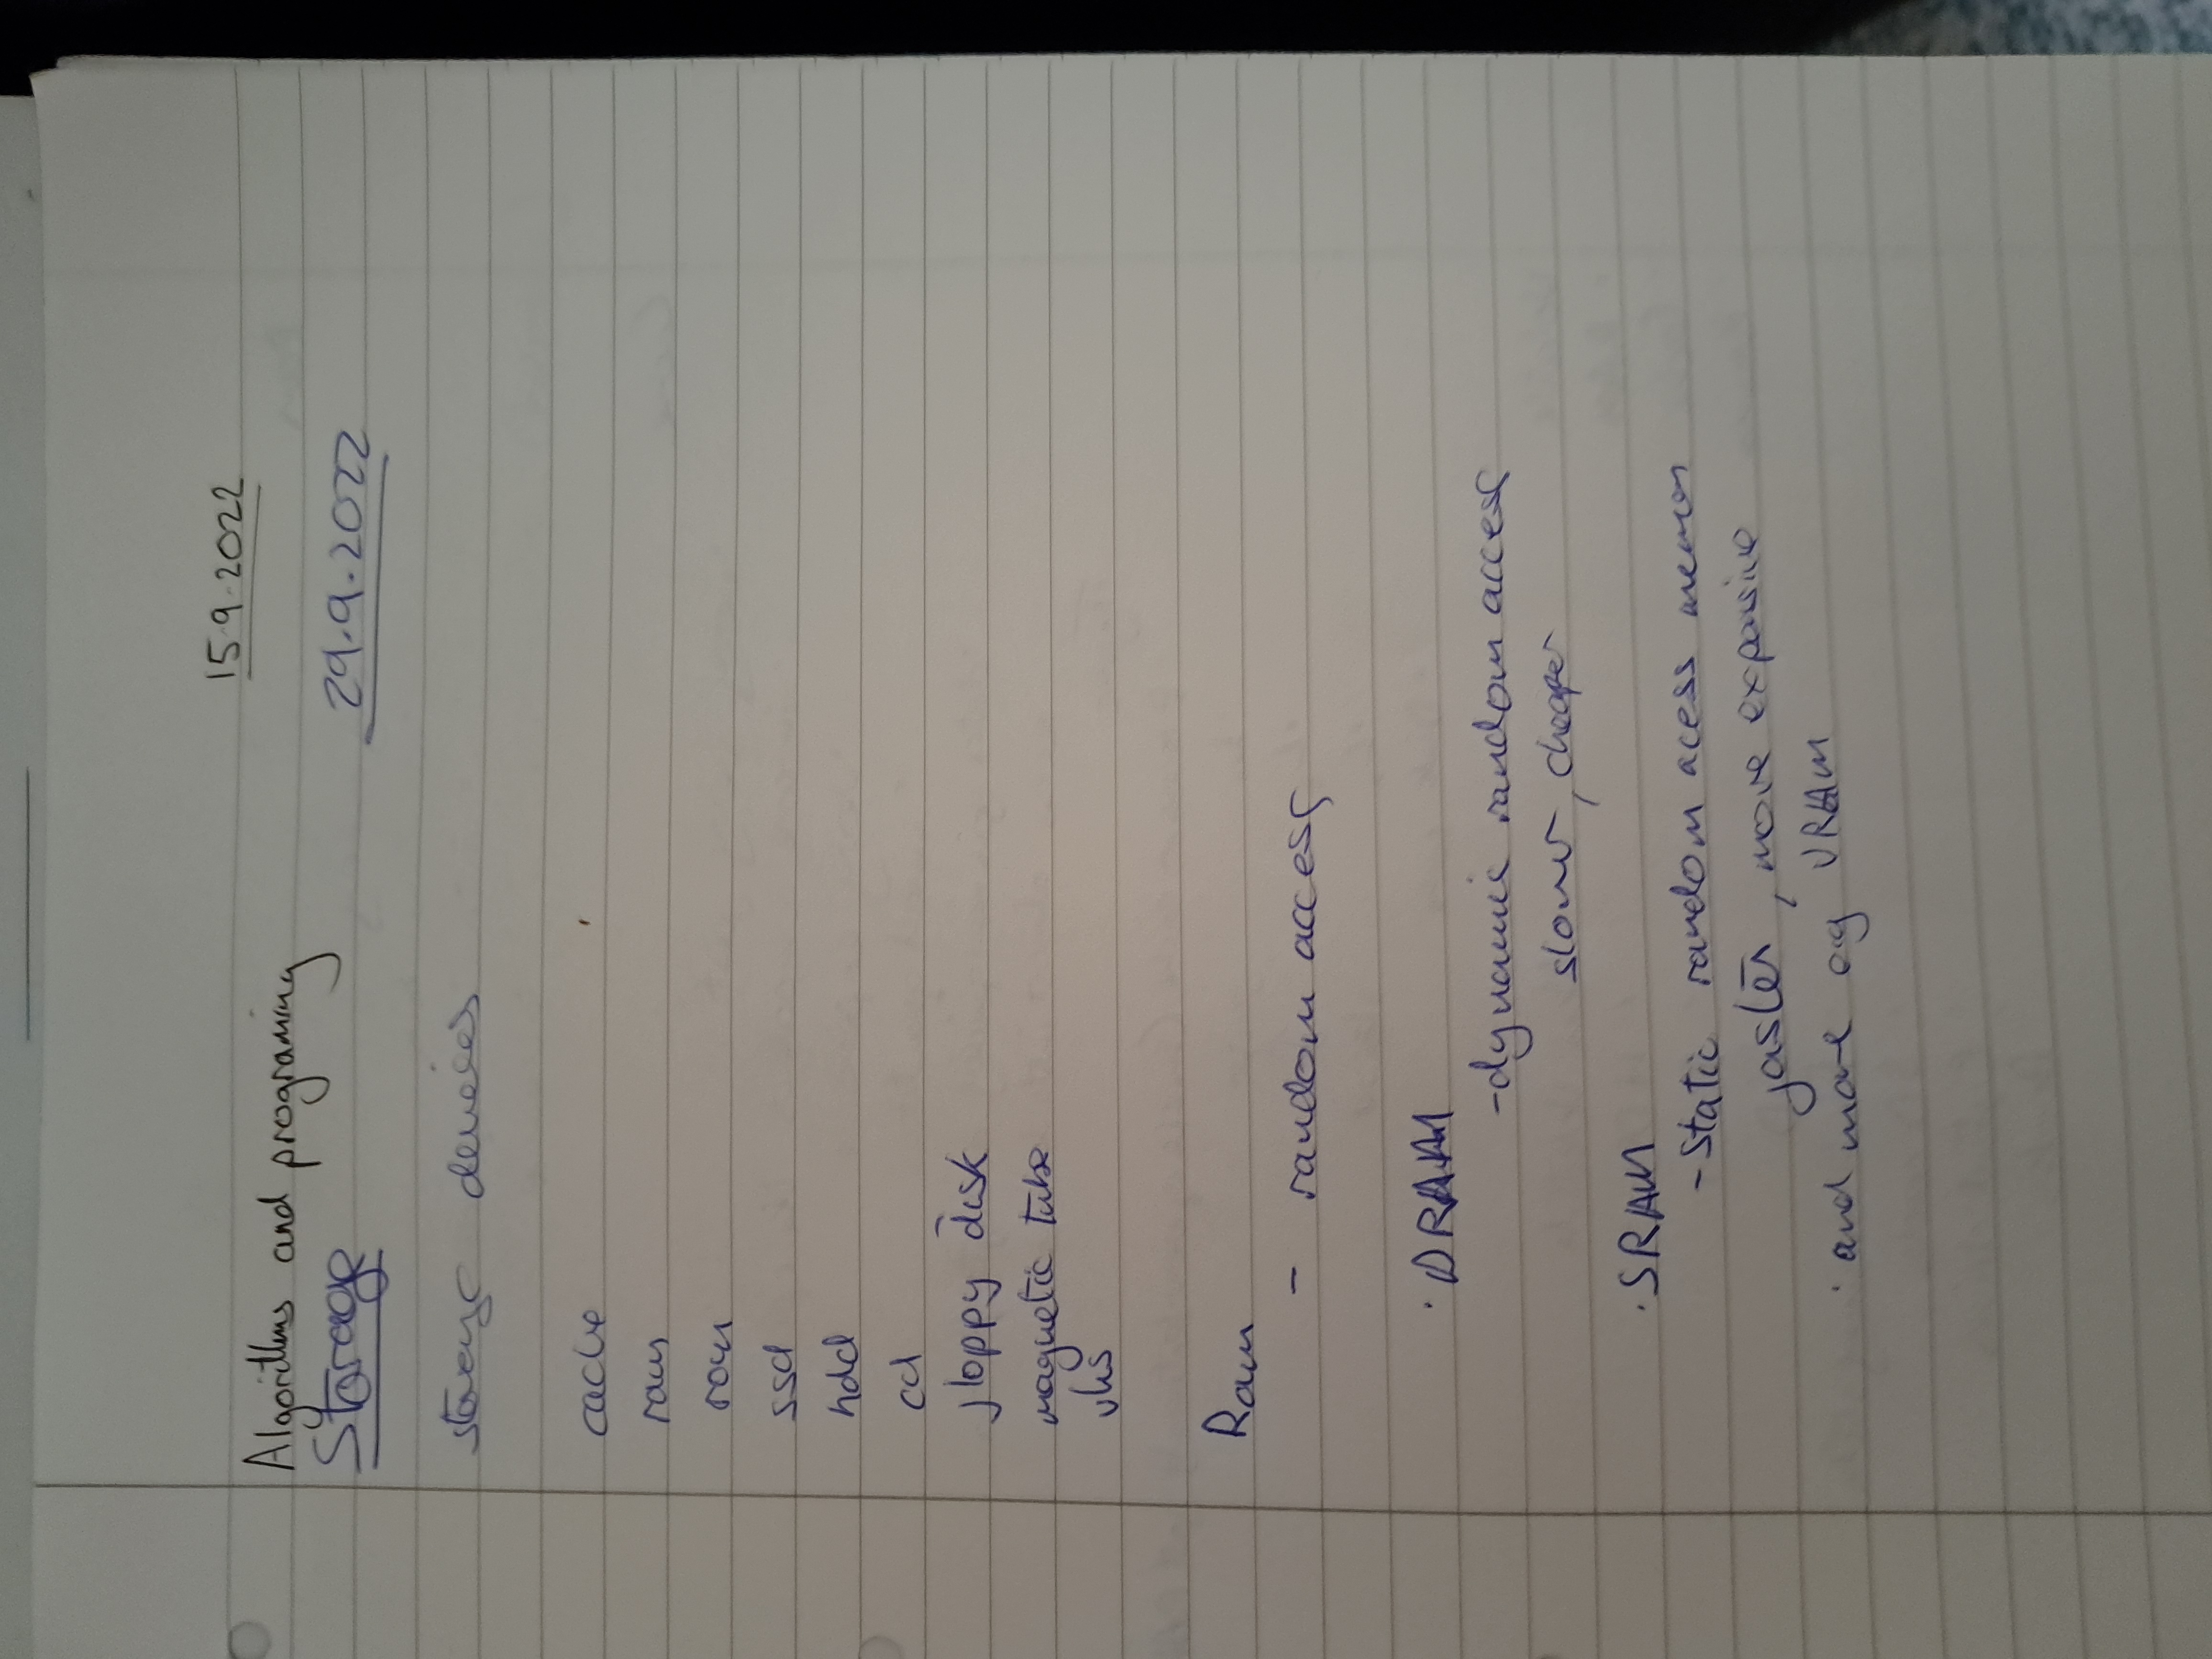 15.9.2022
Algorithms and programming
Storage 29.9.2022
storage devices
cache
ram
rom
ssd
hdd
cd
floppy disk
magnetic tube
vhs
Ram
- random access
. DRAM
- dynamic random access
slower, cheaper
. SRAM
- static random access memory
faster, more expensive
. and more eg VRAM